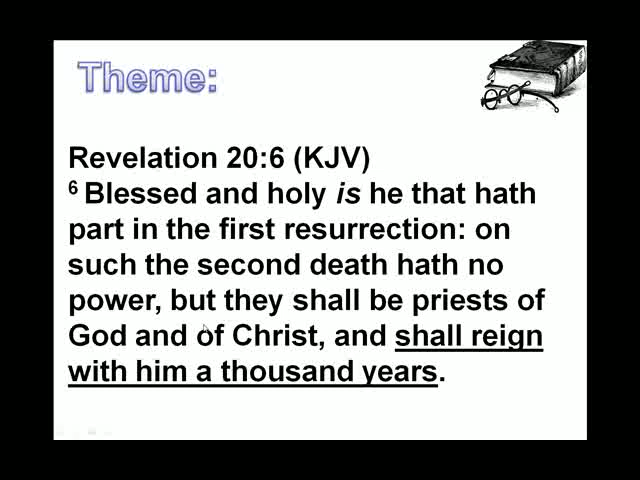 Theme:
Revelation 20:6 (KJV)
6 Blessed and holy is he that hath
part in the first resurrection: on
such the second death hath no
power, but they shall be priests of
God and of Christ, and shall reign
with him a thousand years.